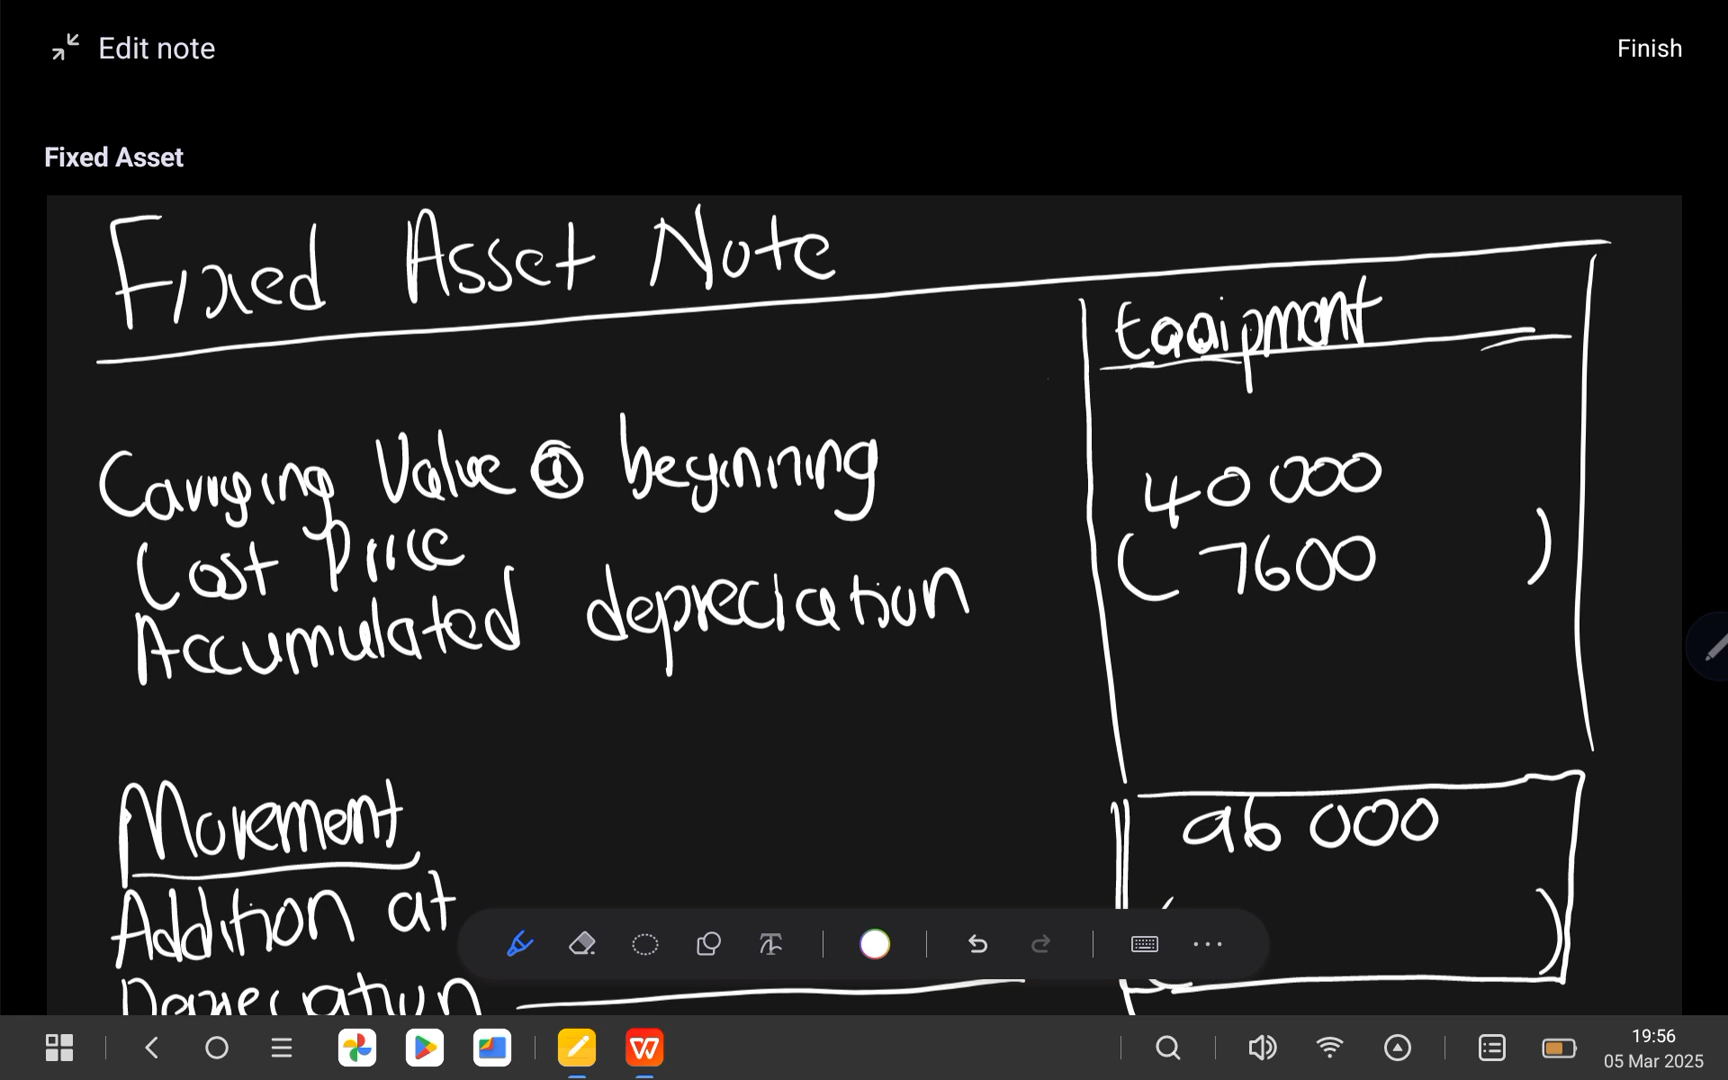 Edit note
Finish
Fixed Asset
Fixed Asset Note
Equipment
Carrying Value @ beginning
40 000
Cost Price
( 7600 )
Accumulated depreciation
Movement
96 000
Addition at
( )
Depreciation
19:56
05 Mar 2025